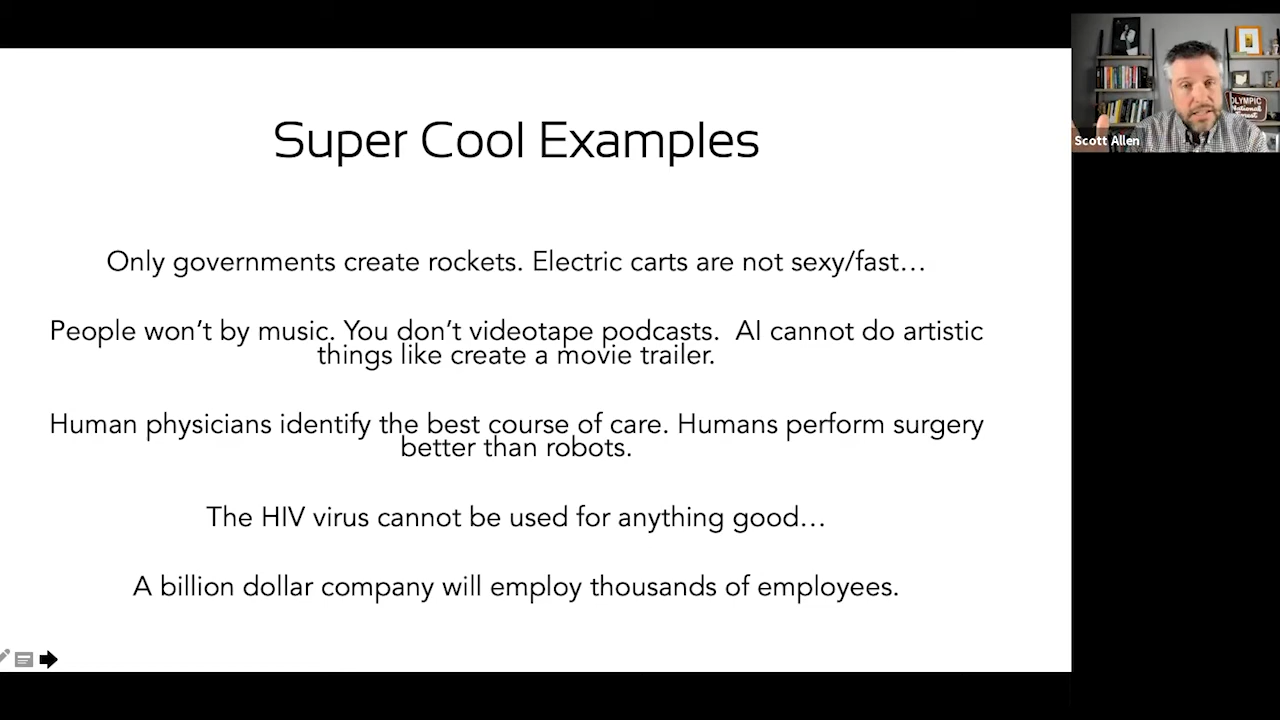 Super Cool Examples
Only governments create rockets. Electric carts are not sexy/fast…
People won’t by music. You don’t videotape podcasts.  AI cannot do artistic
things like create a movie trailer.
Human physicians identify the best course of care. Humans perform surgery
better than robots.
The HIV virus cannot be used for anything good…
A billion dollar company will employ thousands of employees.
OLYMPIC
National
Scott Allen